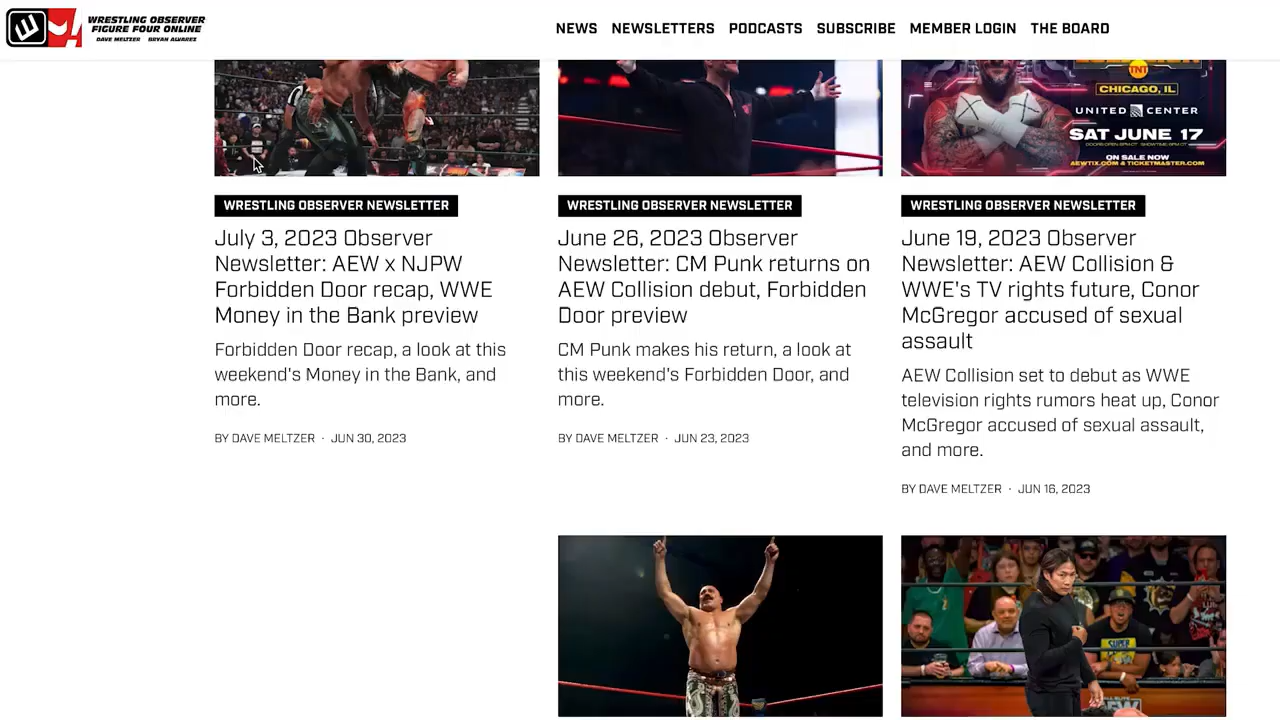 WRESTLING OBSERVER
FIGURE FOUR ONLINE
DAVE MELTZER BRYAN ALVAREZ
NEWS NEWSLETTERS PODCASTS SUBSCRIBE MEMBER LOGIN THE BOARD
TNT
CHICAGO, IL
UNITED CENTER
SAT JUNE 17
ON SALE NOW
AEWTIX.COM & TICKETMASTER.COM
WRESTLING OBSERVER NEWSLETTER
July 3, 2023 Observer
Newsletter: AEW x NJPW
Forbidden Door recap, WWE
Money in the Bank preview
Forbidden Door recap, a look at this
weekend's Money in the Bank, and
more.
BY DAVE MELTZER · JUN 30, 2023
WRESTLING OBSERVER NEWSLETTER
June 26, 2023 Observer
Newsletter: CM Punk returns on
AEW Collision debut, Forbidden
Door preview
CM Punk makes his return, a look at
this weekend's Forbidden Door, and
more.
BY DAVE MELTZER · JUN 23, 2023
WRESTLING OBSERVER NEWSLETTER
June 19, 2023 Observer
Newsletter: AEW Collision &
WWE's TV rights future, Conor
McGregor accused of sexual
assault
AEW Collision set to debut as WWE
television rights rumors heat up, Conor
McGregor accused of sexual assault,
and more.
BY DAVE MELTZER · JUN 16, 2023
SUPER
AEW